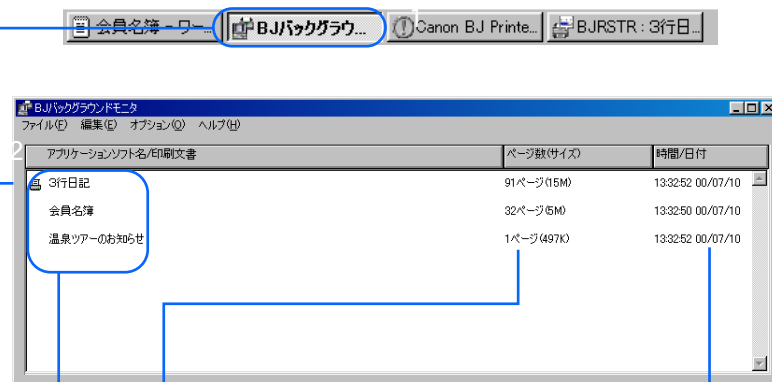 会員名簿 - ワー... BJバックグラウ... Canon BJ Printe... BJRSTR : 3行日...
1
BJバックグラウンドモニタ
ファイル(F) 編集(E) オプション(O) ヘルプ(H)
2
アプリケーションソフト名/印刷文書 ページ数(サイズ) 時間/日付
3行日記 91ページ(15M) 13:32:52 00/07/10
会員名簿 32ページ(5M) 13:32:50 00/07/10
温泉ツアーのお知らせ 1ページ(497K) 13:32:52 00/07/10